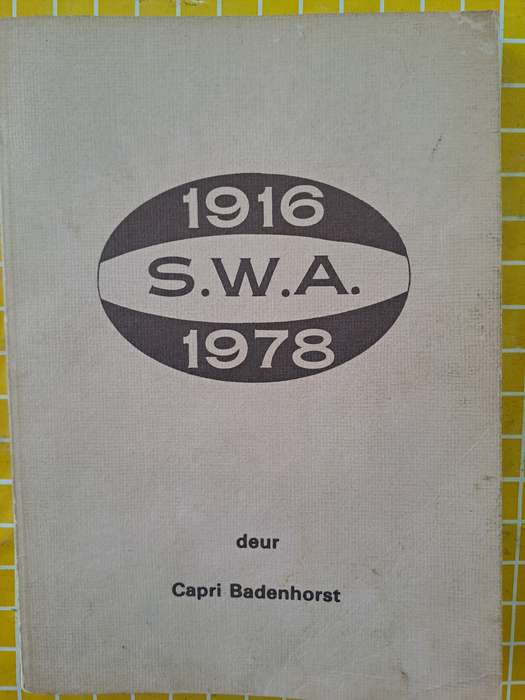 1916
S.W.A.
1978
deur
Capri Badenhorst